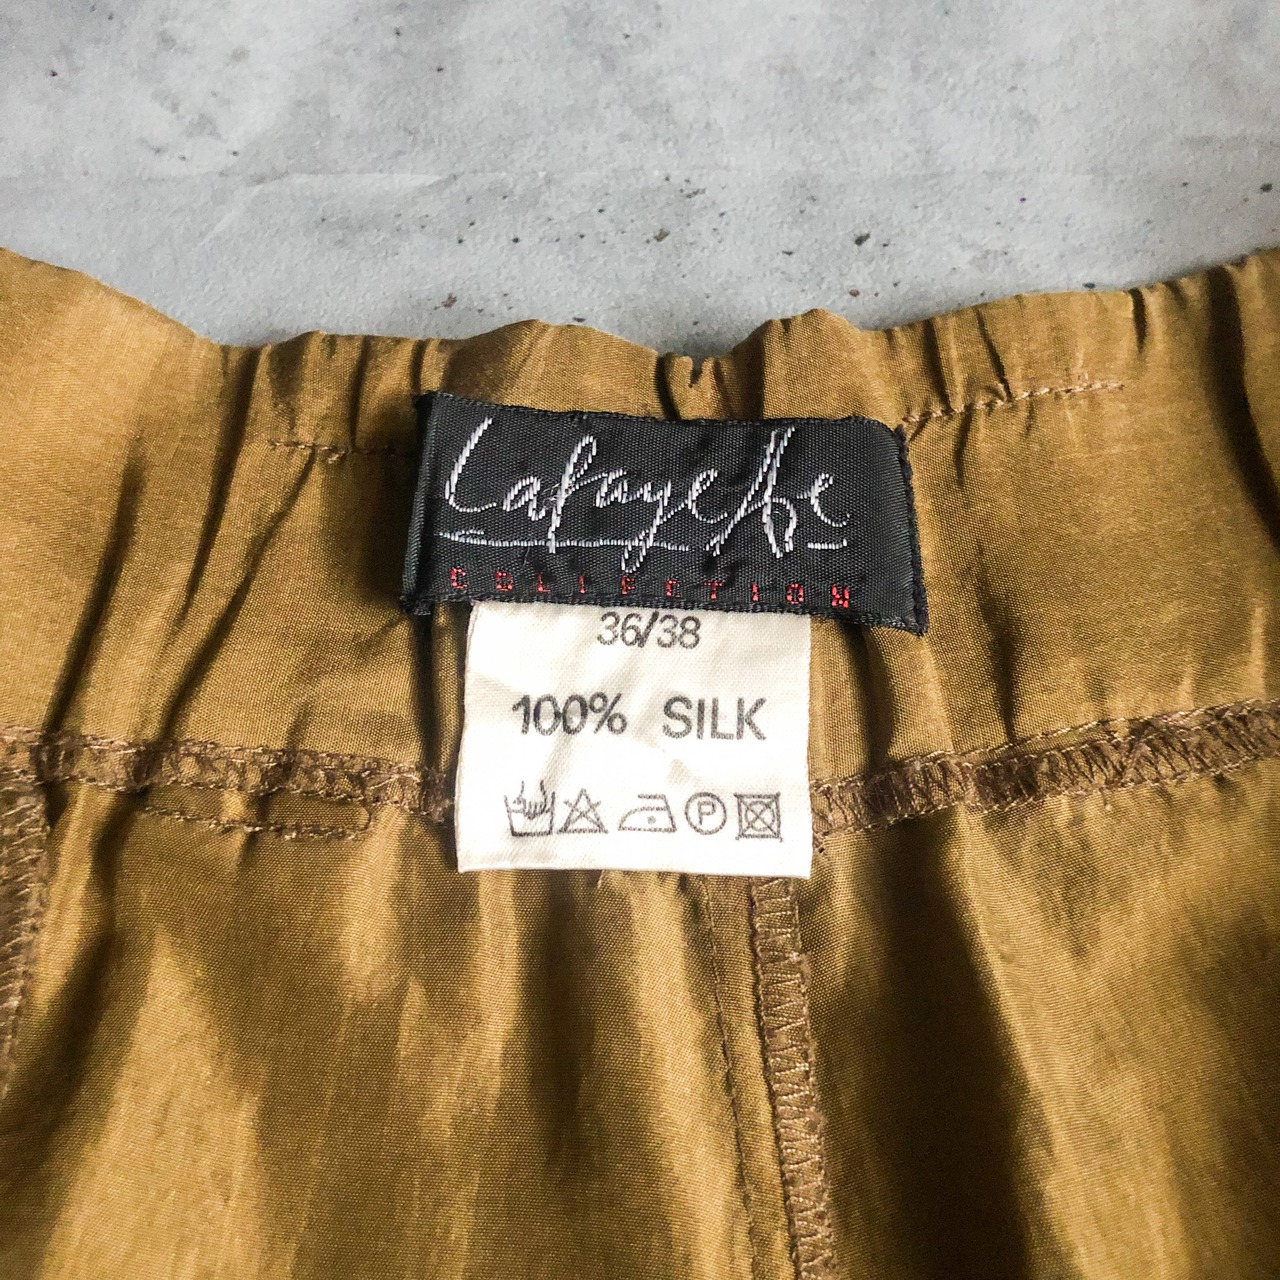 Lafayette
COLLECTION
36/38
100% SILK
P